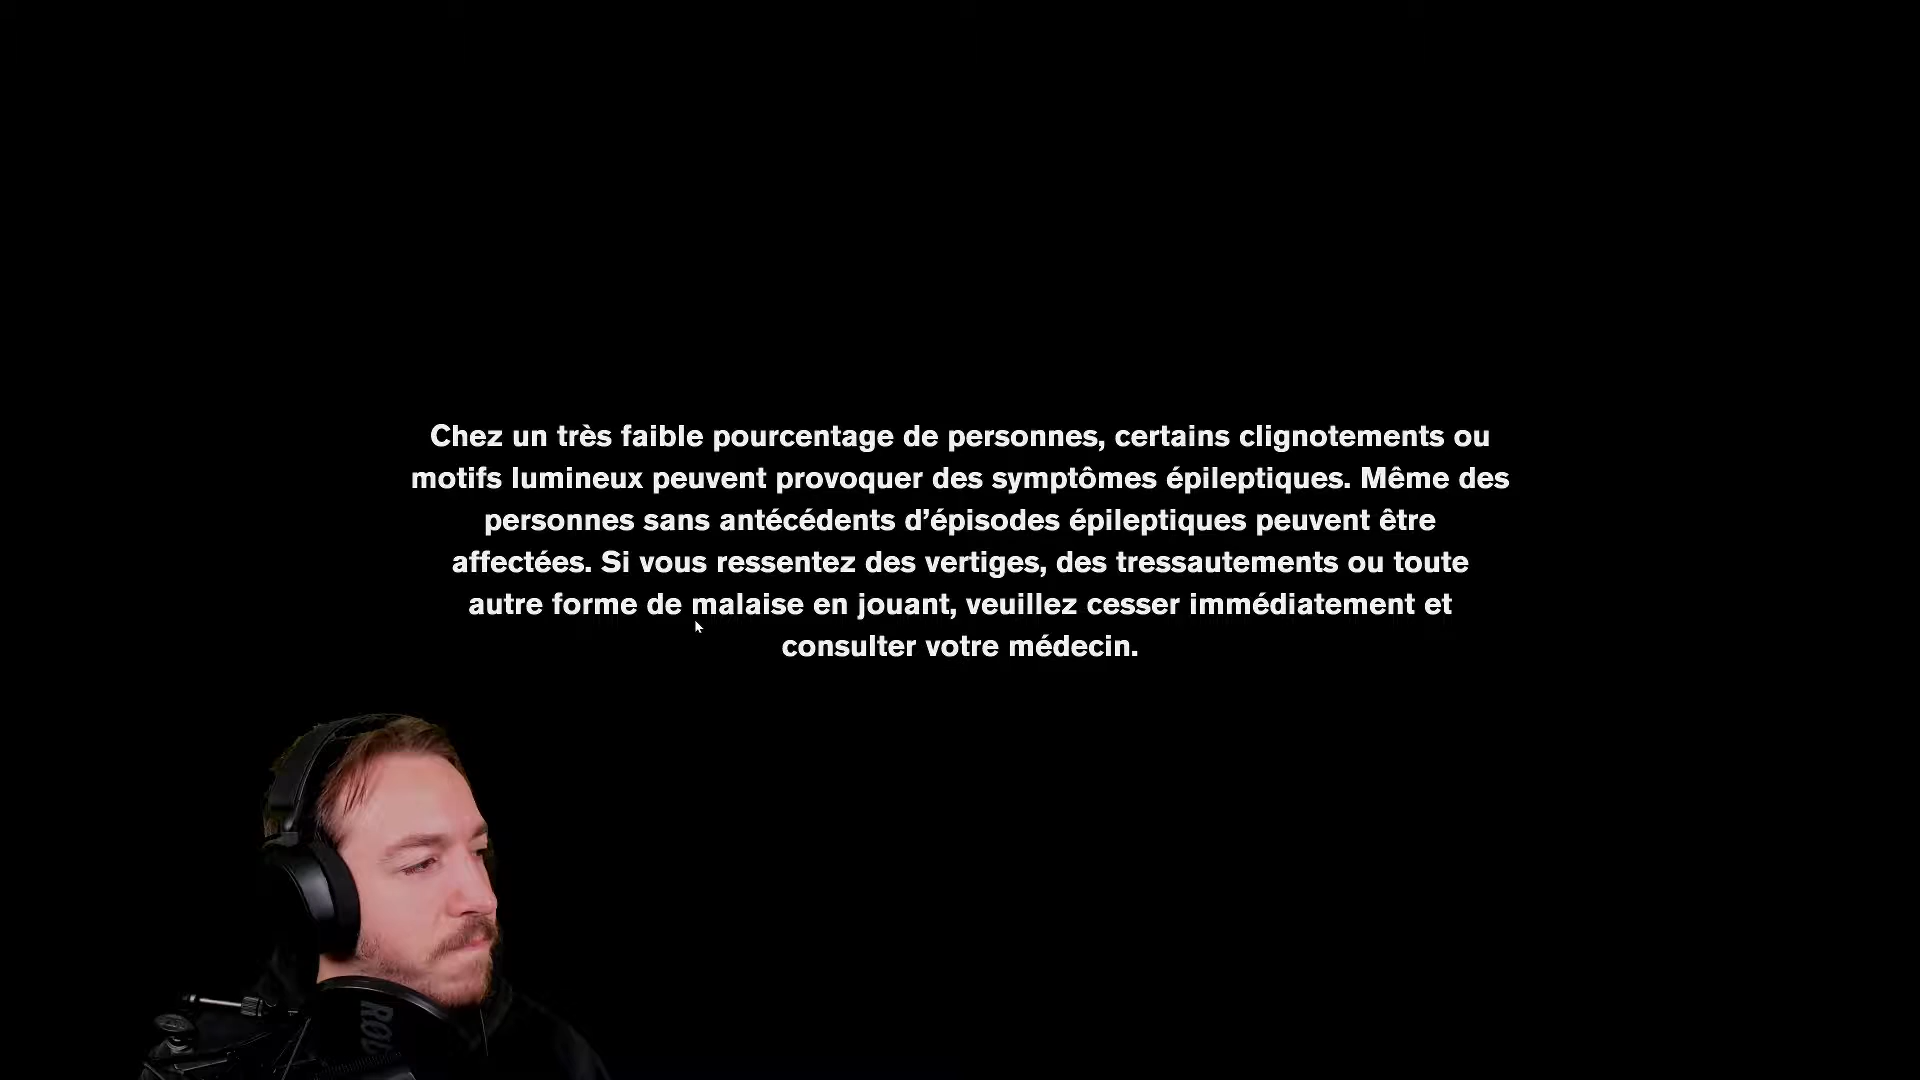 Chez un très faible pourcentage de personnes, certains clignotements ou
motifs lumineux peuvent provoquer des symptômes épileptiques. Même des
personnes sans antécédents d’épisodes épileptiques peuvent être
affectées. Si vous ressentez des vertiges, des tressautements ou toute
autre forme de malaise en jouant, veuillez cesser immédiatement et
consulter votre médecin.